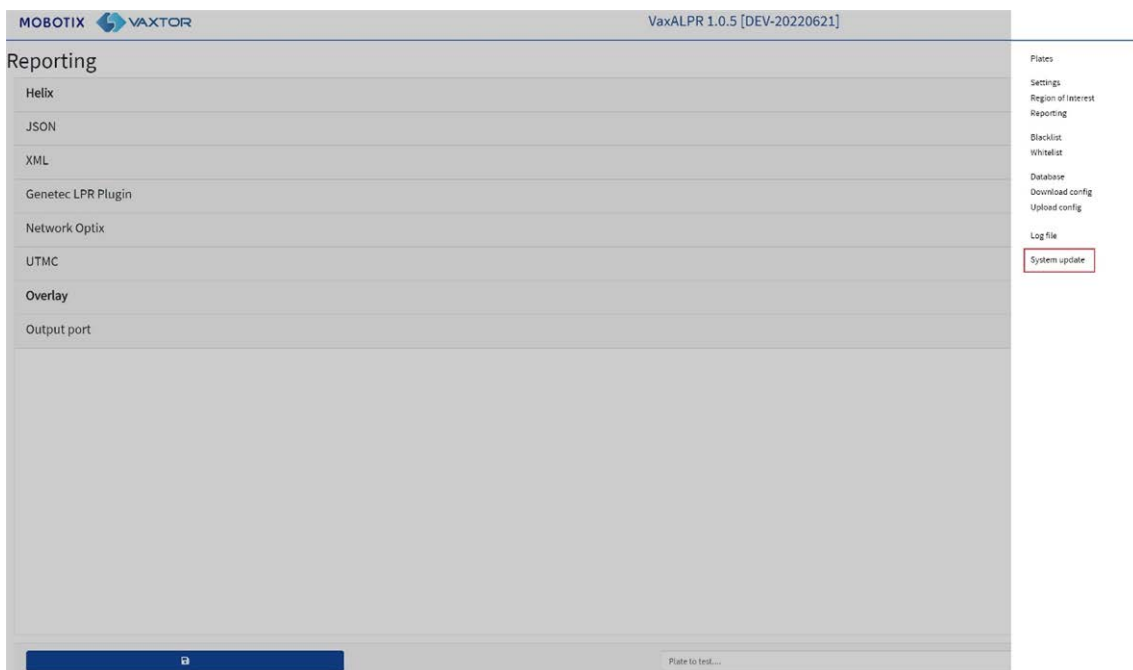 MOBOTIX VAXTOR
VaxALPR 1.0.5 [DEV-20220621]
Reporting
Helix
JSON
XML
Genetec LPR Plugin
Network Optix
UTMC
Overlay
Output port
Plate to test....
Plates
Settings
Region of Interest
Reporting
Blacklist
Whitelist
Database
Download config
Upload config
Log file
System update